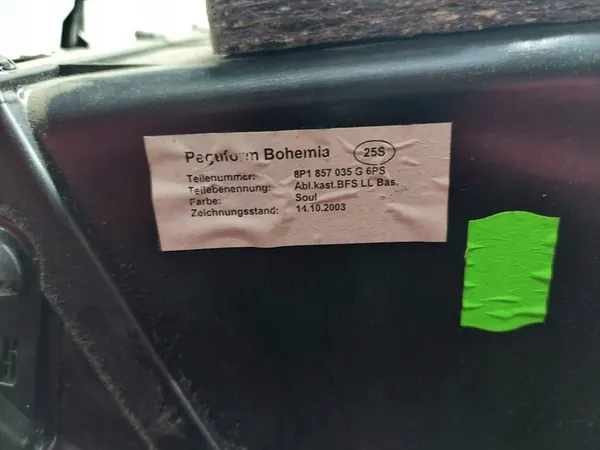 Peguform Bohemia 25S
Teilenummer: 8P1 857 035 G 6PS
Teilebenennung: Abl.kast.BFS LL Bas.
Farbe: Soul
Zeichnungsstand: 14.10.2003
5